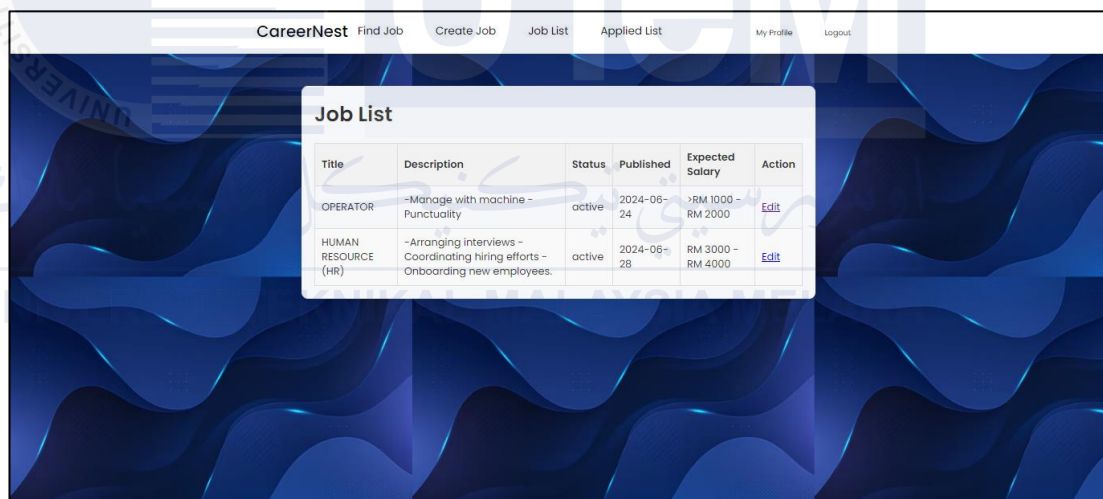 CareerNest Find Job Create Job Job List Applied List My Profile Logout
Job List
Title Description Status Published Expected Salary Action
OPERATOR -Manage with machine - Punctuality active 2024-06-24 >RM 1000 - RM 2000 Edit
HUMAN RESOURCE (HR) -Arranging interviews - Coordinating hiring efforts - Onboarding new employees. active 2024-06-28 RM 3000 - RM 4000 Edit